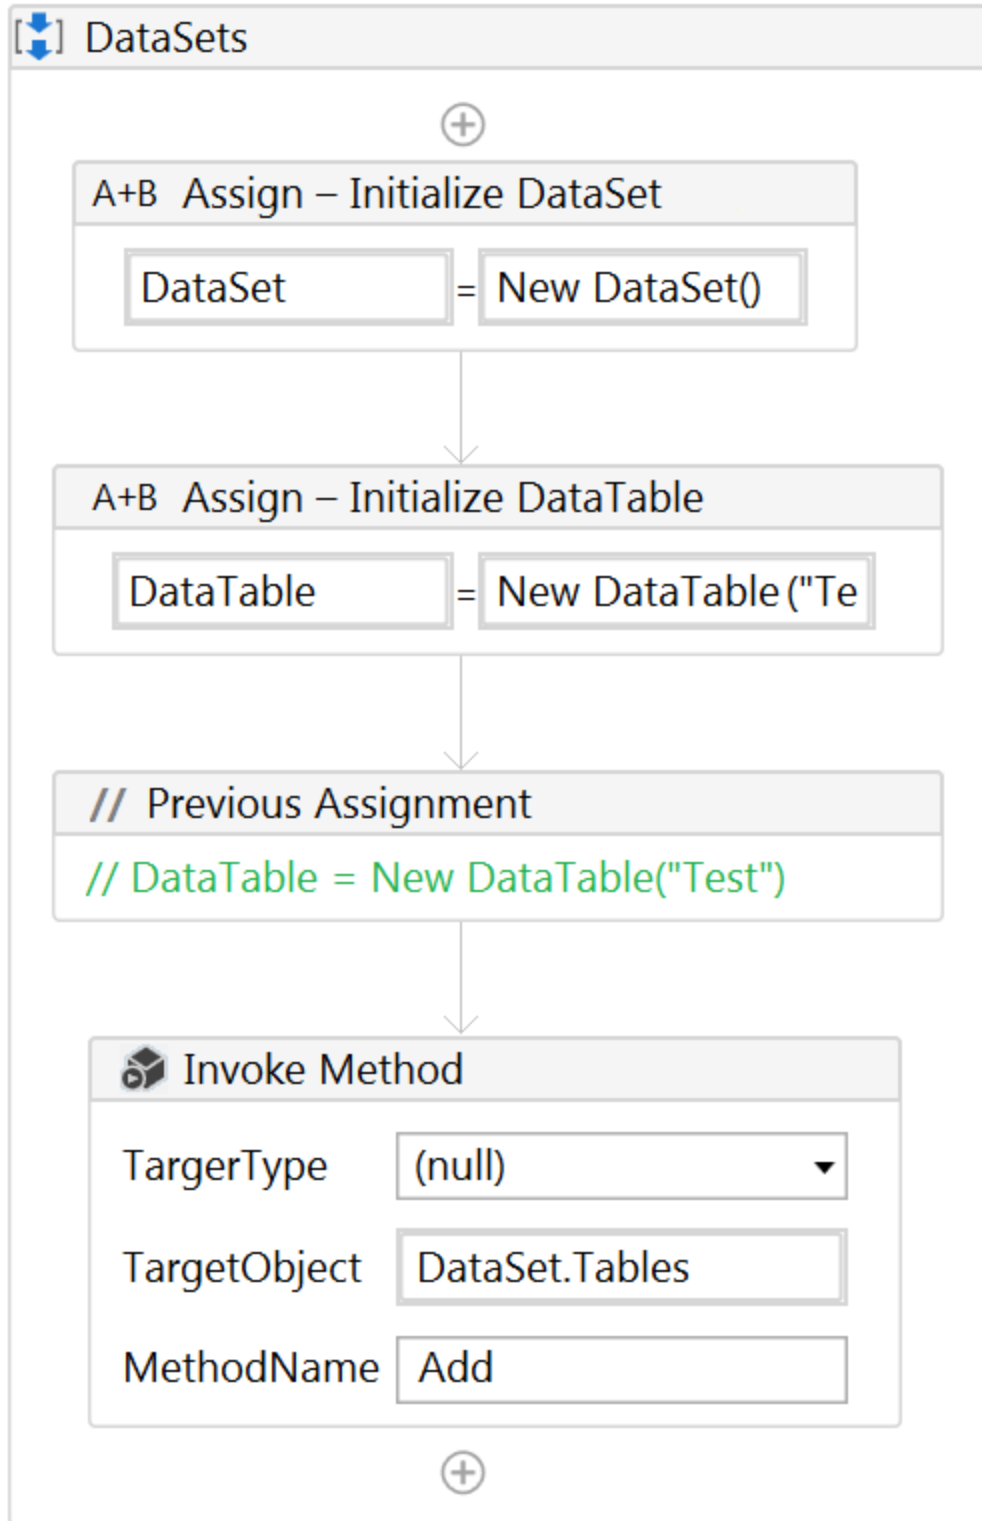 DataSets
A+B Assign – Initialize DataSet
DataSet = New DataSet()
A+B Assign – Initialize DataTable
DataTable = New DataTable ("Te
// Previous Assignment
// DataTable = New DataTable("Test")
Invoke Method
TargerType (null)
TargetObject DataSet.Tables
MethodName Add